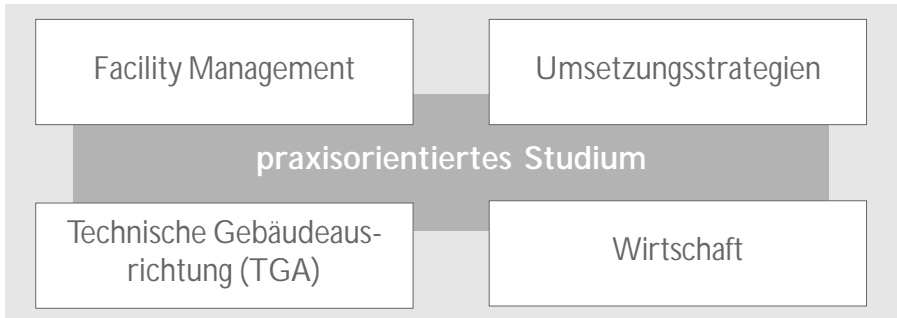 Facility Management
Umsetzungsstrategien
praxisorientiertes Studium
Technische Gebäudeaus-
richtung (TGA)
Wirtschaft